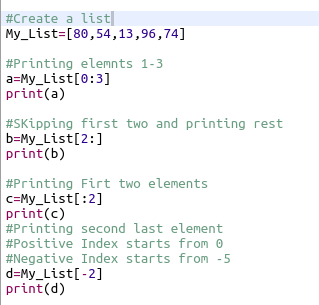 #Create a list
My_List=[80,54,13,96,74]
#Printing elemnts 1-3
a=My_List[0:3]
print(a)
#SKipping first two and printing rest
b=My_List[2:]
print(b)
#Printing Firt two elements
c=My_List[:2]
print(c)
#Printing second last element
#Positive Index starts from 0
#Negative Index starts from -5
d=My_List[-2]
print(d)